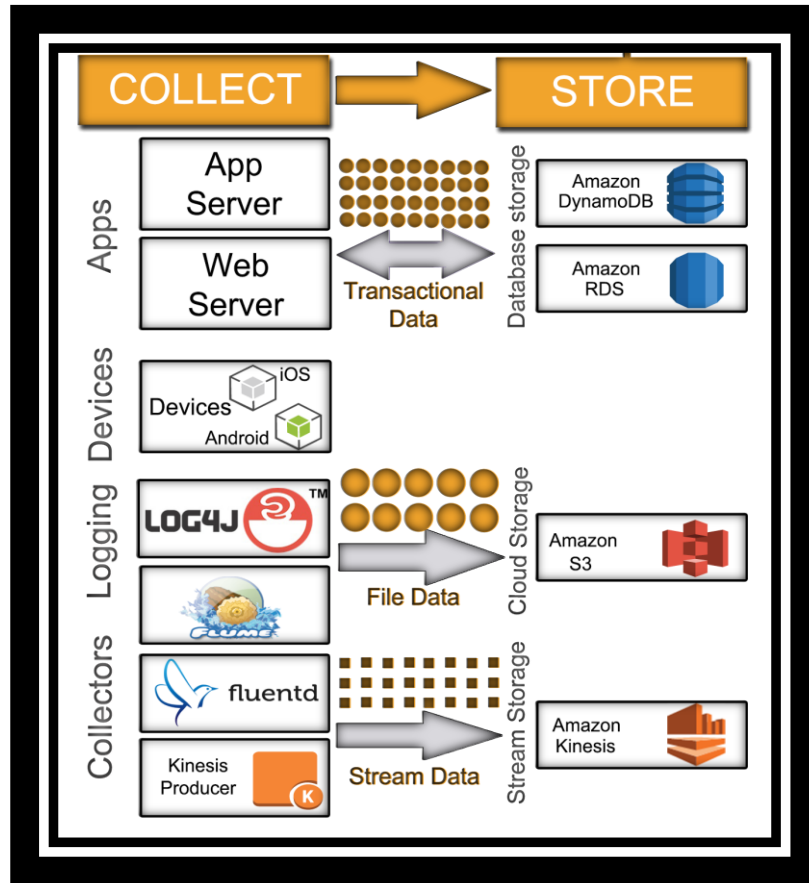 COLLECT
STORE
Apps
App
Server
Web
Server
Transactional
Data
Database storage
Amazon
DynamoDB
Amazon
RDS
Devices
Devices
iOS
Android
Logging
LOG4J
TM
File Data
Cloud Storage
Amazon
S3
FLUME
Collectors
fluentd
Kinesis
Producer
K
Stream Data
Stream Storage
Amazon
Kinesis